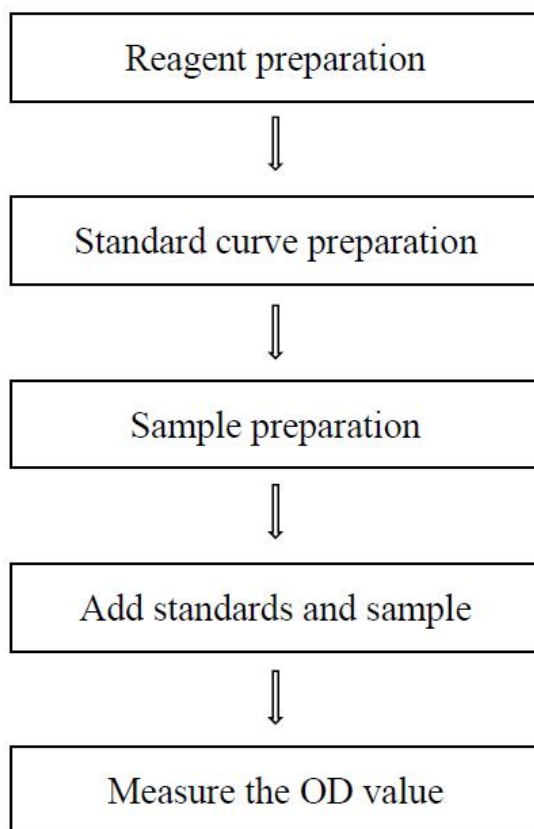 Reagent preparation
Standard curve preparation
Sample preparation
Add standards and sample
Measure the OD value